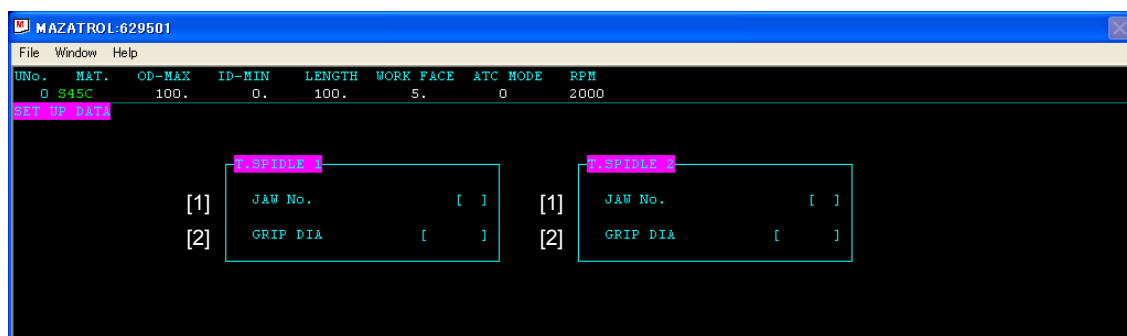 MAZATROL:629501
File Window Help
UNo. MAT. OD-MAX ID-MIN LENGTH WORK FACE ATC MODE RPM
0 S45C 100. 0. 100. 5. 0 2000
SET UP DATA
T.SPIDLE 1 T.SPIDLE 2
[1] JAW No. [ ] [1] JAW No. [ ]
[2] GRIP DIA [ ] [2] GRIP DIA [ ]